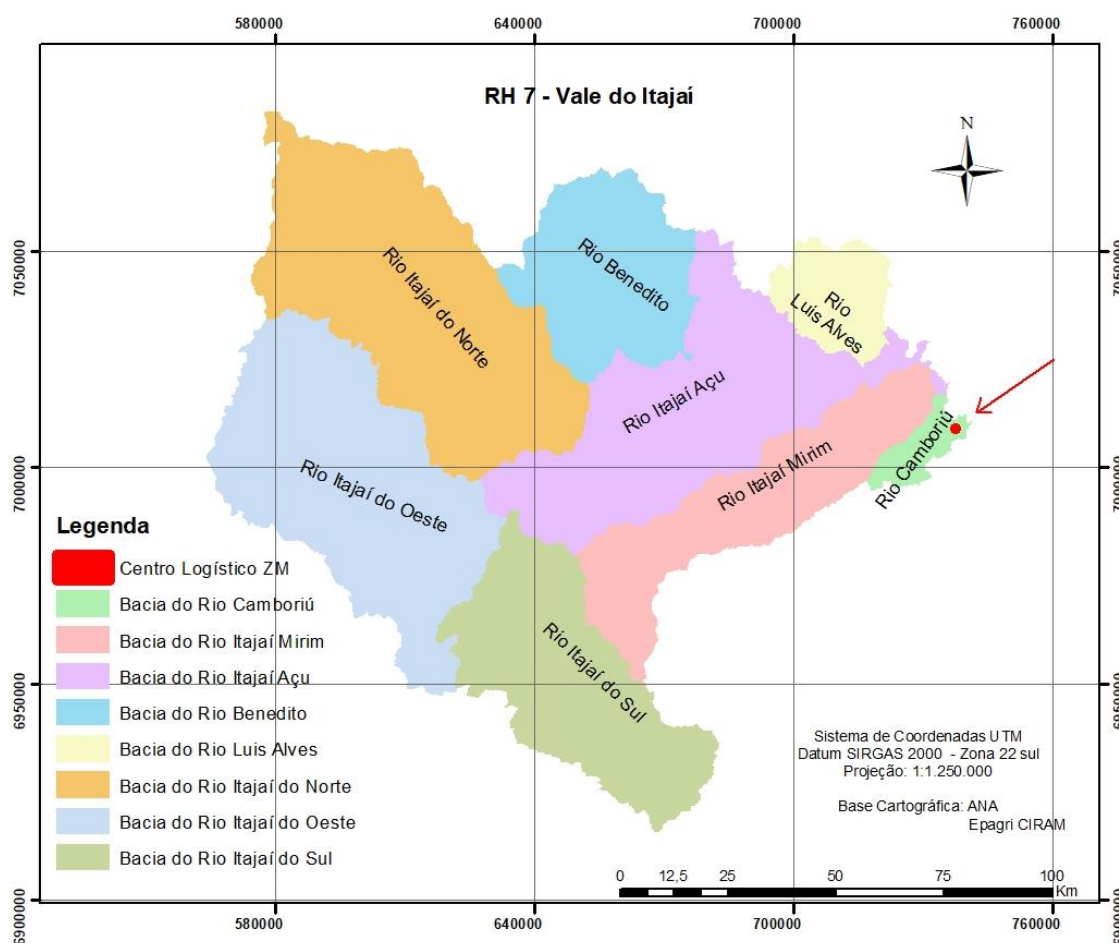 580000
640000
700000
760000
RH 7 - Vale do Itajaí
N
7050000
7050000
Rio Itajaí do Norte
Rio Benedito
Rio
Luis Alves
Rio Itajaí Açu
Rio Camboriú
7000000
7000000
Rio Itajaí do Oeste
Rio Itajaí Mirim
Rio Itajaí do Sul
Legenda
Centro Logístico ZM
Bacia do Rio Camboriú
Bacia do Rio Itajaí Mirim
Bacia do Rio Itajaí Açu
Bacia do Rio Benedito
Bacia do Rio Luis Alves
Bacia do Rio Itajaí do Norte
Bacia do Rio Itajaí do Oeste
Bacia do Rio Itajaí do Sul
6950000
6950000
Sistema de Coordenadas UTM
Datum SIRGAS 2000 - Zona 22 sul
Projeção: 1:1.250.000
Base Cartográfica: ANA
Epagri CIRAM
0 12,5 25 50 75 100
Km
6900000
6900000
580000
640000
700000
760000